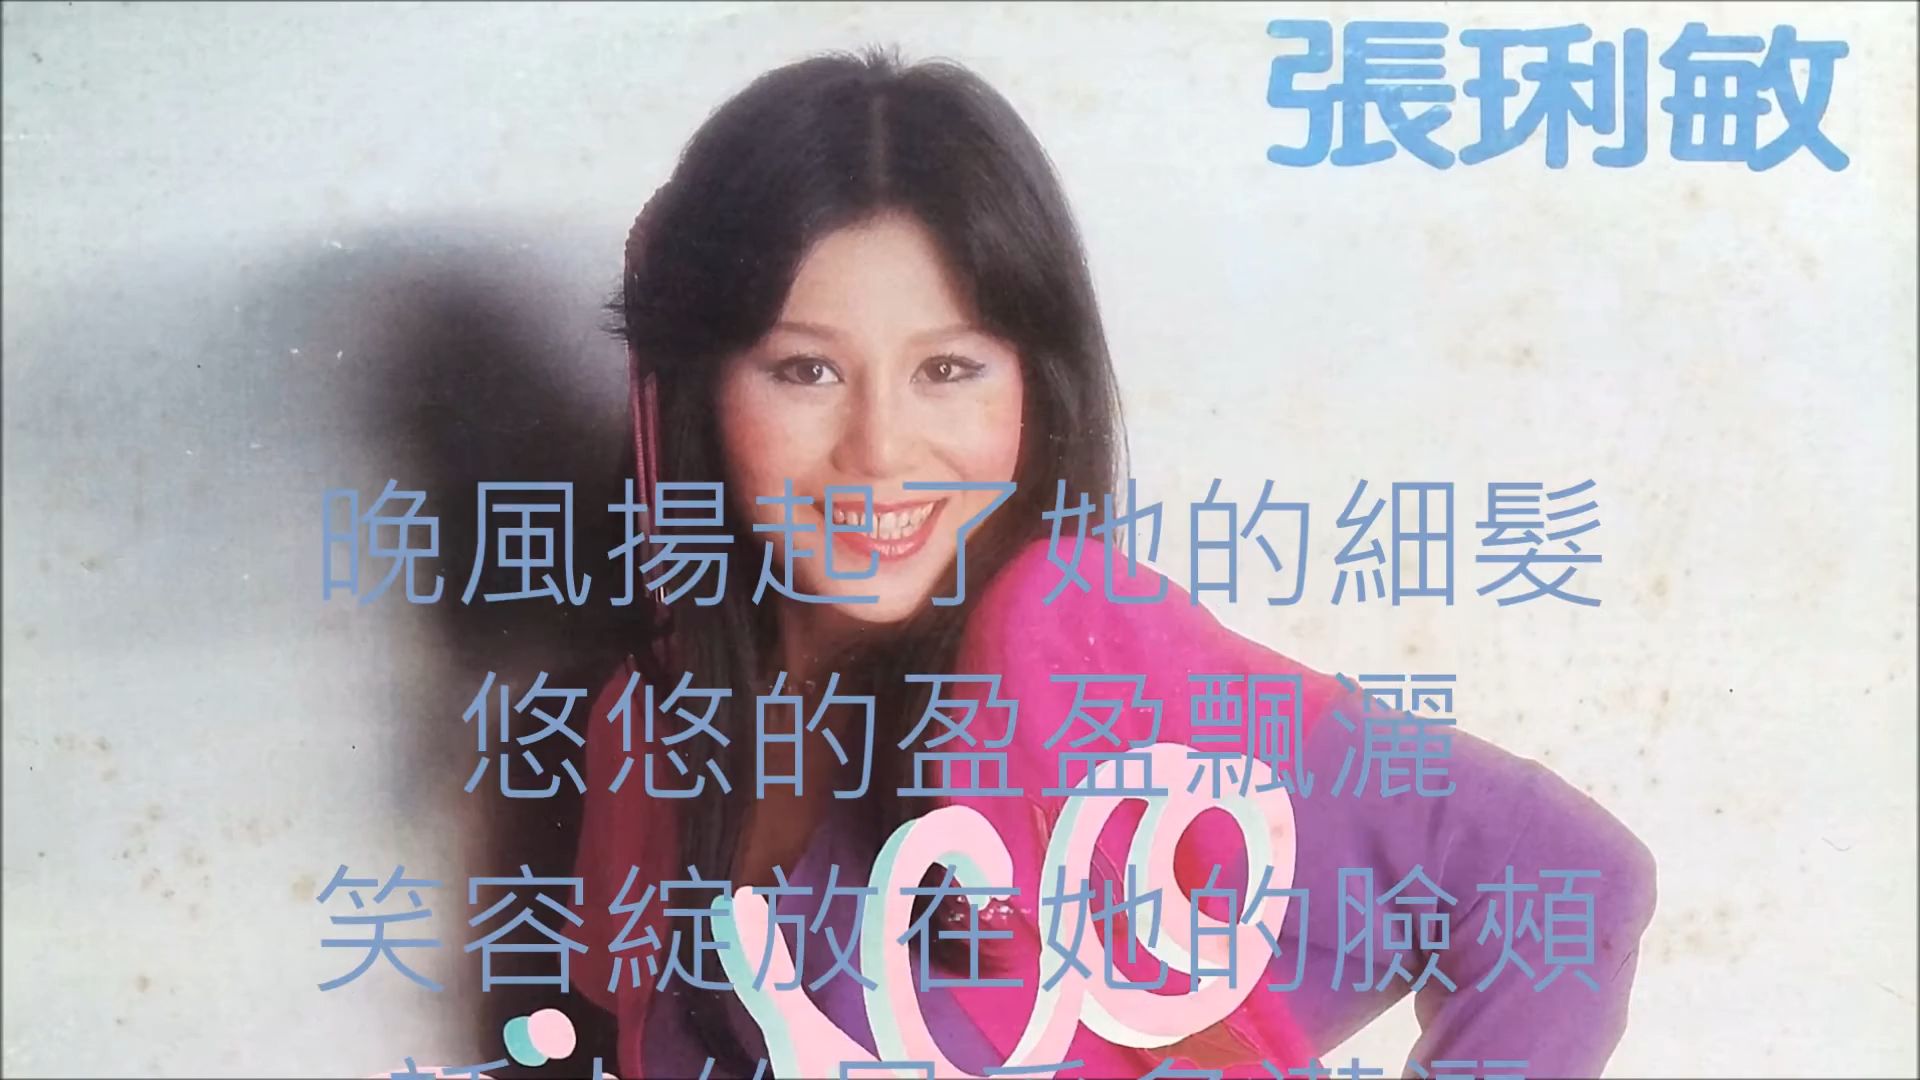 張琍敏
晚風揚起了她的細髮
悠悠的盈盈飄灑
笑容綻放在她的臉頰